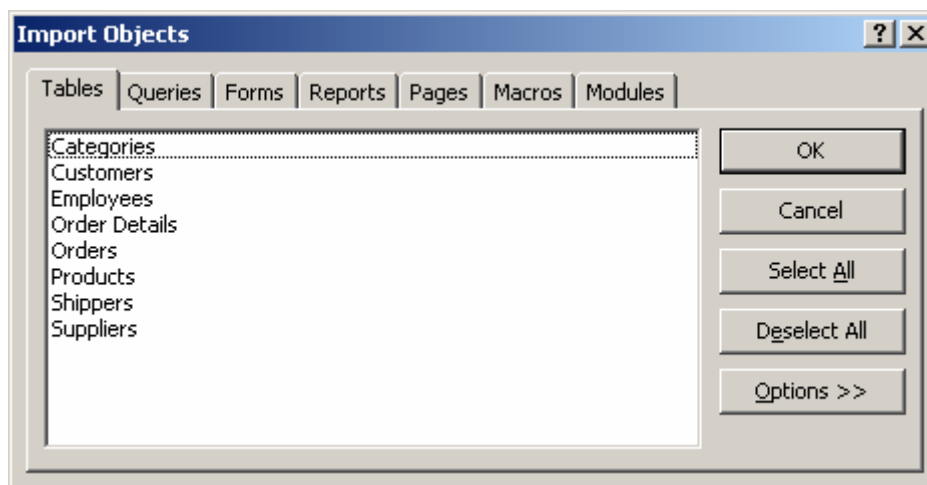 Import Objects
Tables Queries Forms Reports Pages Macros Modules
Categories
Customers
Employees
Order Details
Orders
Products
Shippers
Suppliers
OK
Cancel
Select All
Deselect All
Options >>